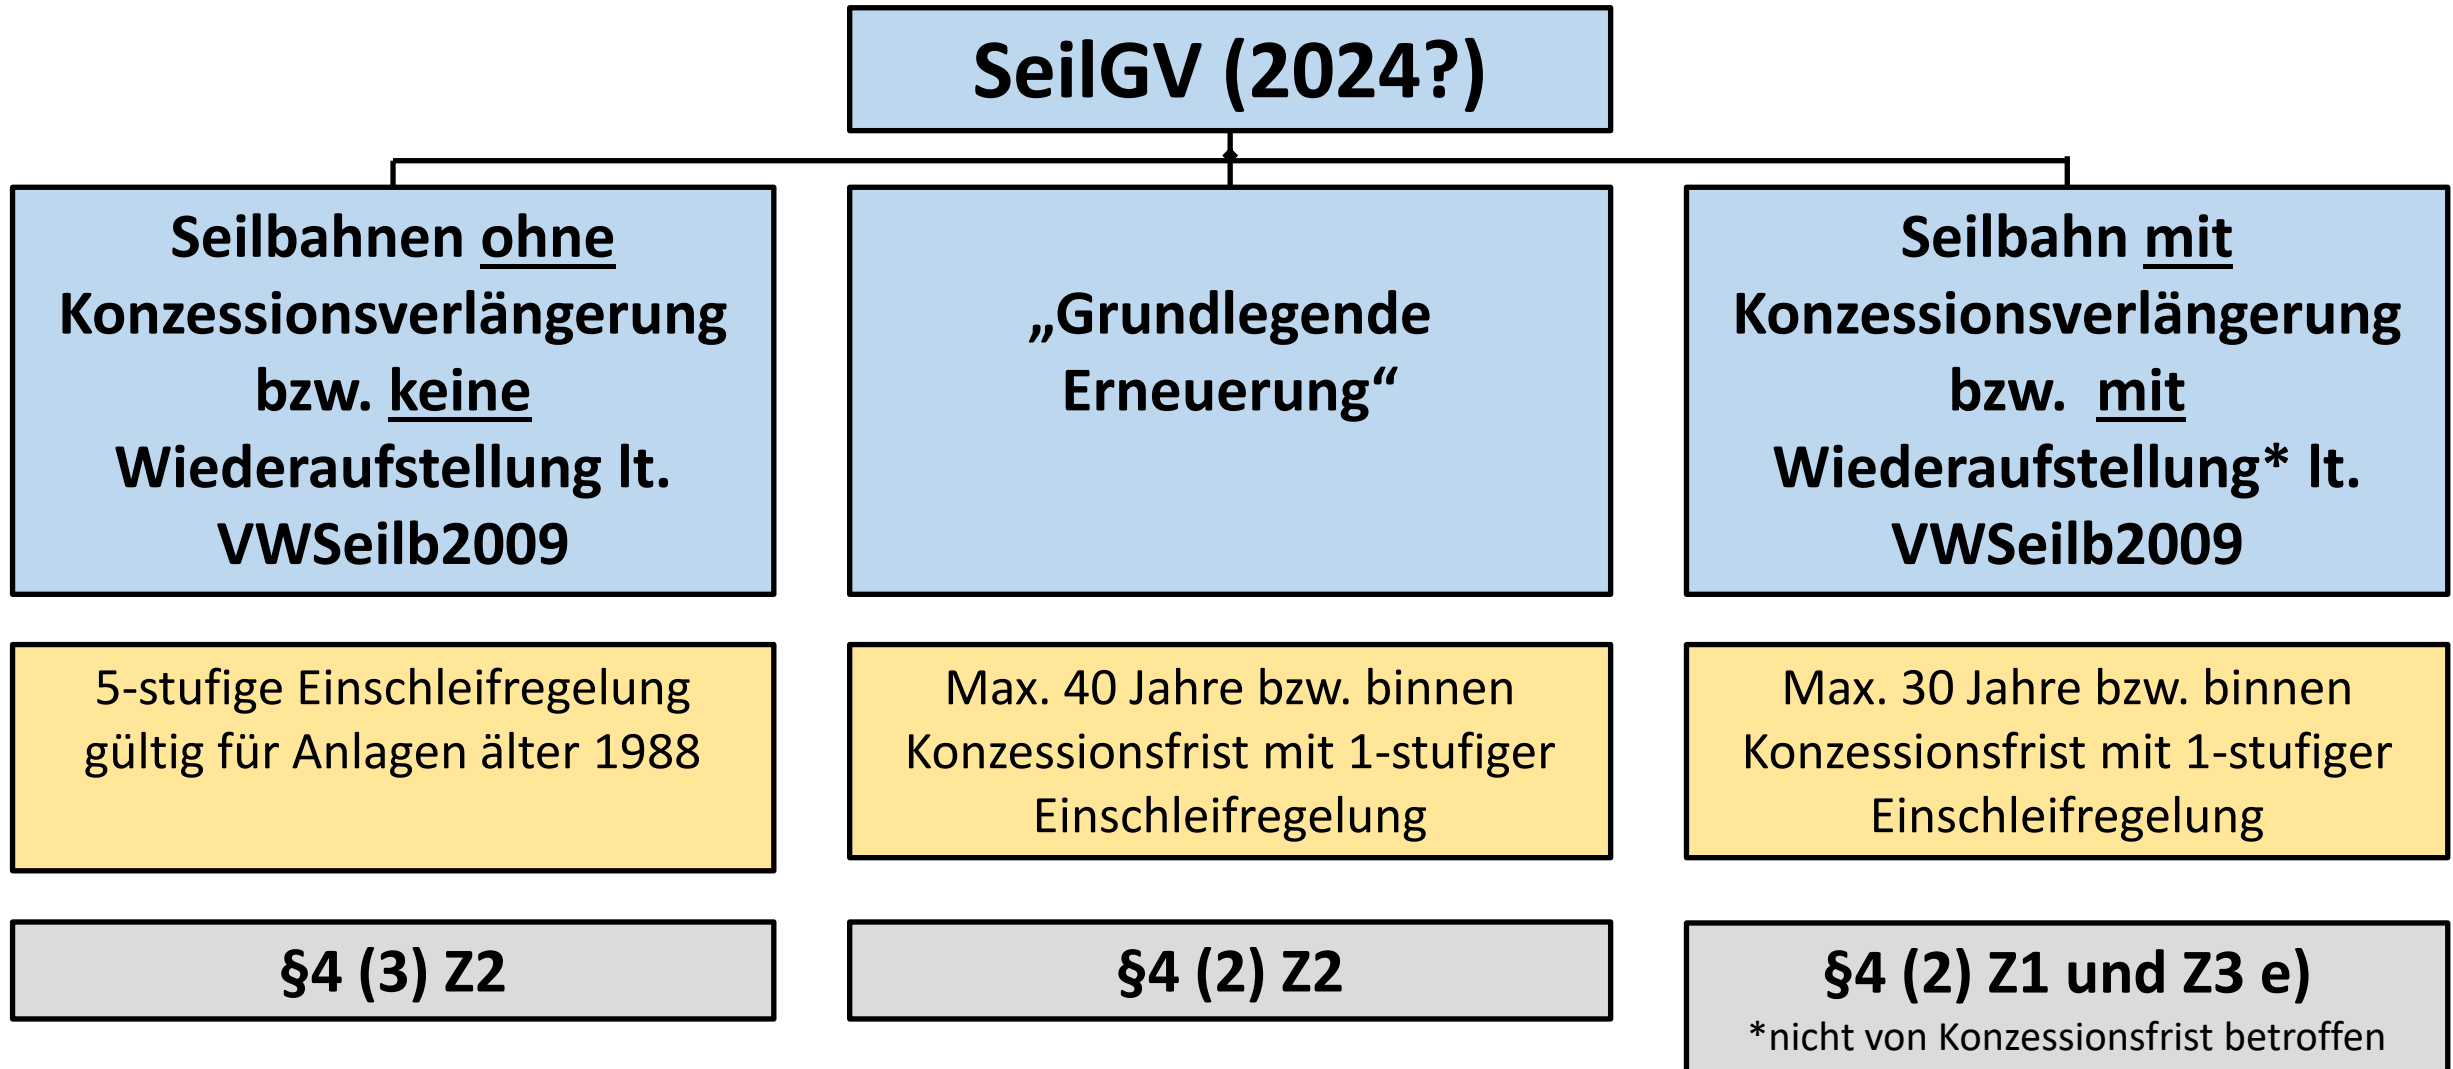 SeilGV (2024?)
Seilbahnen ohne
Konzessionsverlängerung
bzw. keine
Wiederaufstellung lt.
VWSeilb2009
„Grundlegende
Erneuerung“
Seilbahn mit
Konzessionsverlängerung
bzw. mit
Wiederaufstellung* lt.
VWSeilb2009
5-stufige Einschleifregelung
gültig für Anlagen älter 1988
Max. 40 Jahre bzw. binnen
Konzessionsfrist mit 1-stufiger
Einschleifregelung
Max. 30 Jahre bzw. binnen
Konzessionsfrist mit 1-stufiger
Einschleifregelung
§4 (3) Z2
§4 (2) Z2
§4 (2) Z1 und Z3 e)
*nicht von Konzessionsfrist betroffen